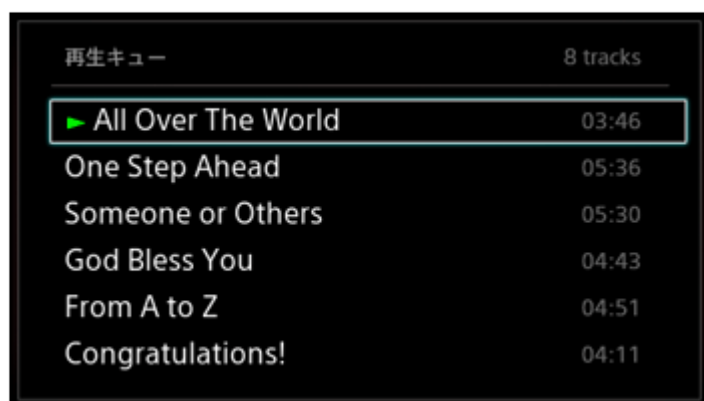 再生キュー 8 tracks
► All Over The World 03:46
One Step Ahead 05:36
Someone or Others 05:30
God Bless You 04:43
From A to Z 04:51
Congratulations! 04:11